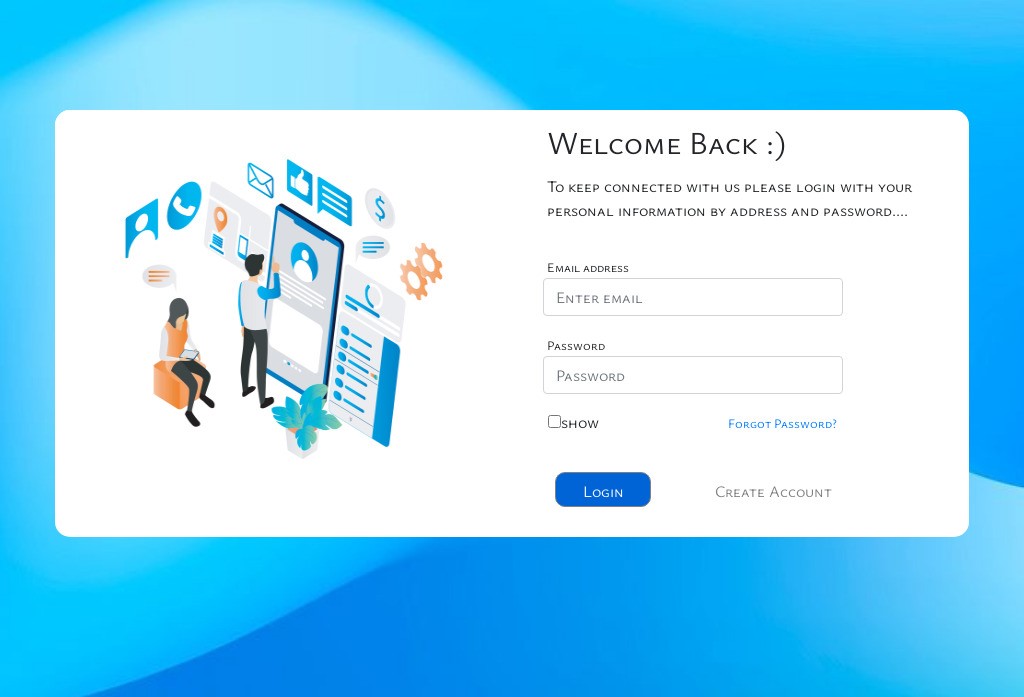 Welcome Back :)
To keep connected with us please login with your
personal information by address and password....
Email address
Enter email
Password
Password
show
Forgot Password?
Login
Create Account